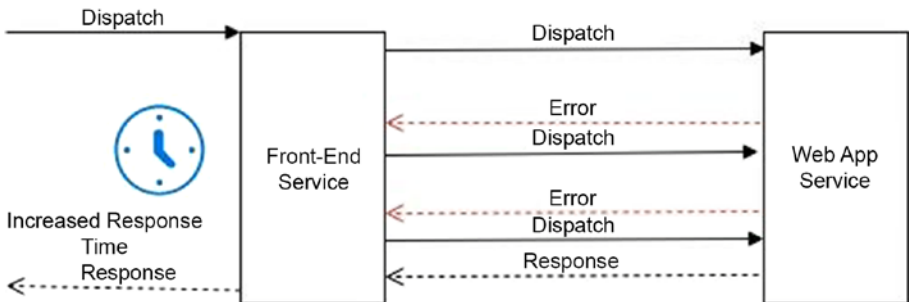 Dispatch
Dispatch
Error
Dispatch
Front-End
Service
Web App
Service
Error
Increased Response
Time
Dispatch
Response
Response